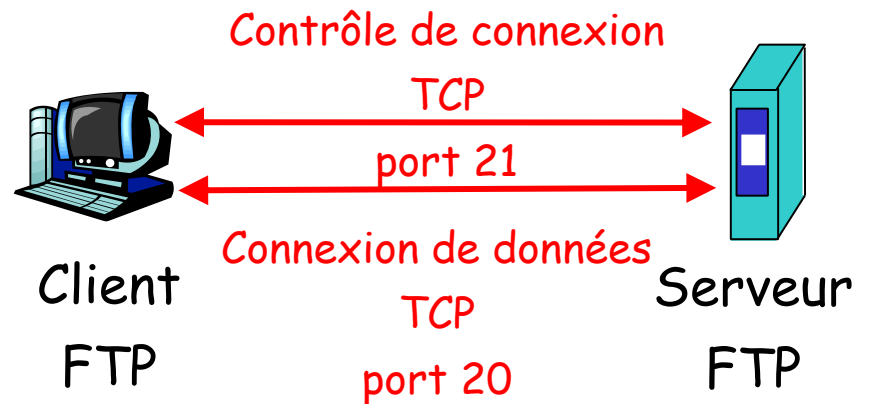 Contrôle de connexion
TCP
port 21
Connexion de données
TCP
port 20
Client
FTP
Serveur
FTP